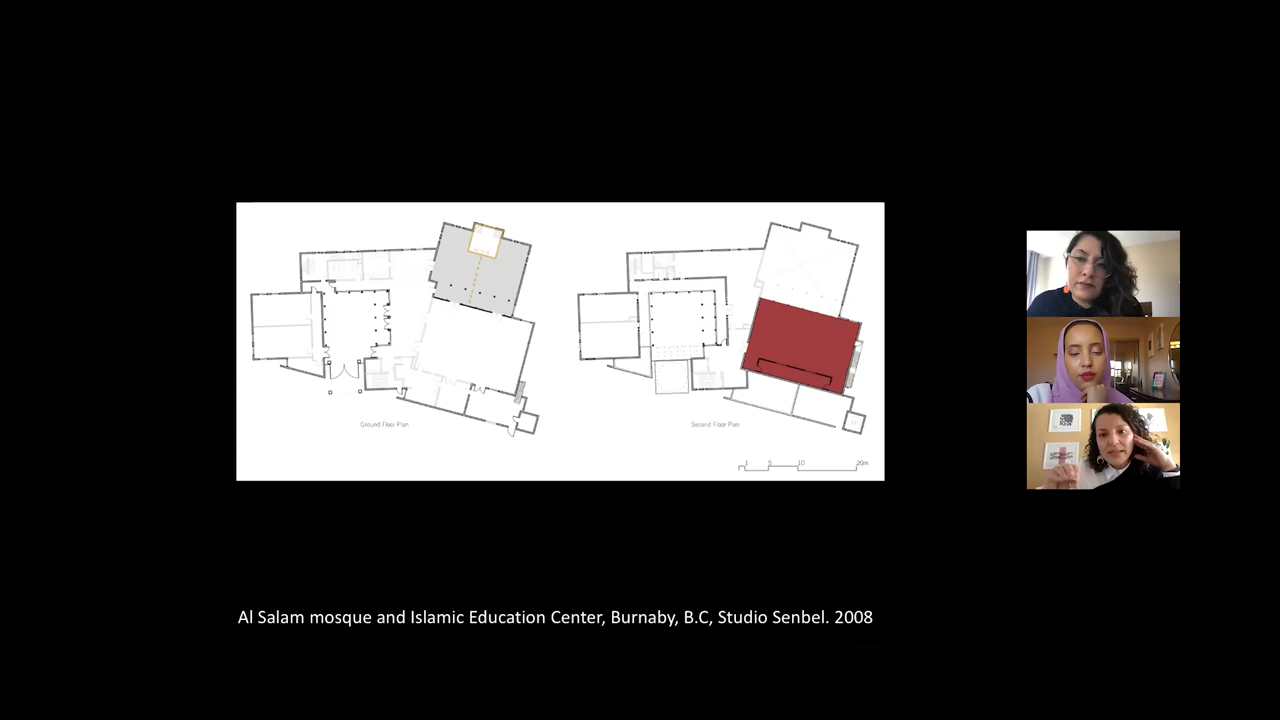 Ground Floor Plan
Second Floor Plan
1 5 10 20m
Al Salam mosque and Islamic Education Center, Burnaby, B.C, Studio Senbel. 2008